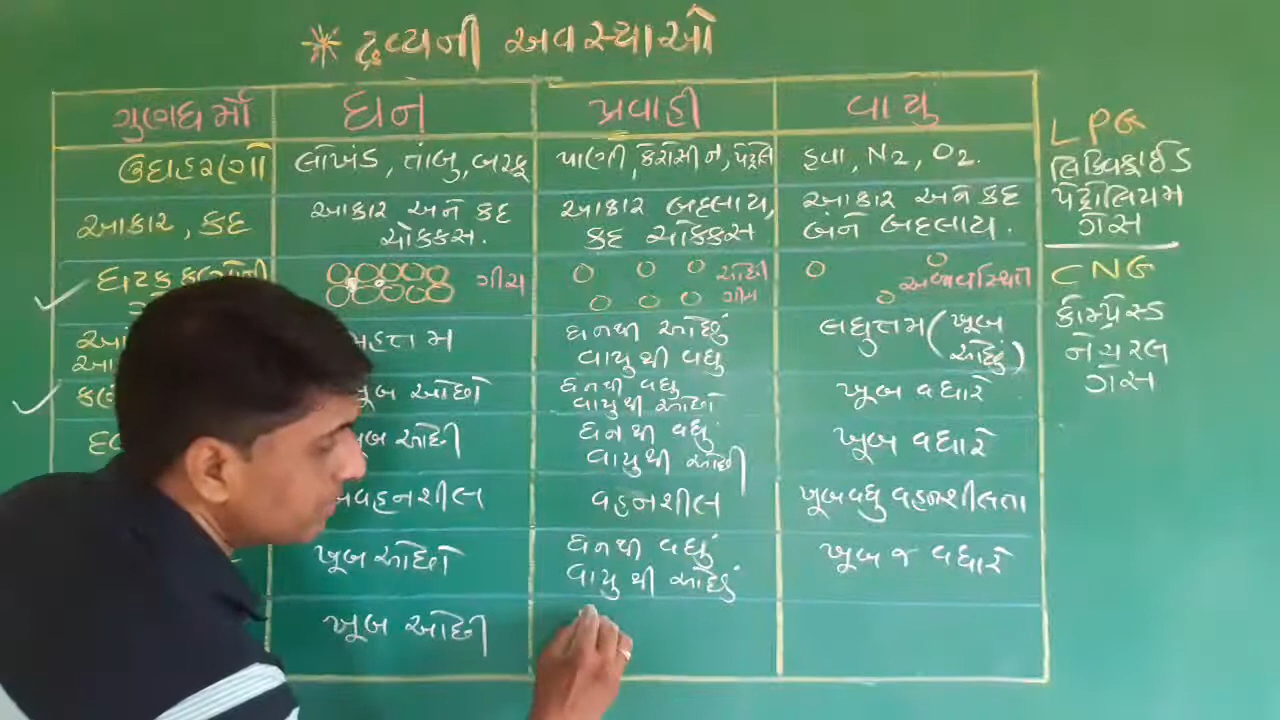 * દ્રવ્યની અવસ્થાઓ
ગુણધર્મો ઘન પ્રવાહી વાયુ
ઉદાહરણો લોખંડ, તાંબુ, બરફ પાણી, કેરોસીન, પેટ્રોલ હવા, N2, O2.
આકાર, કદ
આકાર અને કદ
ચોક્કસ.
આકાર બદલાય,
કદ ચોક્કસ
આકાર અને કદ
બંને બદલાય.
ઘટક કણોની
ગીચ
ઓછી
ગીચ
અવ્યવસ્થિત
ઘનથી ઓછું
વાયુથી વધુ
લઘુત્તમ (ખૂબ
ઓછું)
ઘનથી વધુ
વાયુથી ઓછો
ખૂબ વધારે
ઓછો
ઓછી
ઘનથી વધું
વાયુથી ઓછી
ખૂબ વધારે
વહનશીલ
ખૂબ વધુ વહનશીલતા
ખૂબ ઓછો
ઘનથી વધું
વાયુથી ઓછું
ખૂબ જ વધારે
ખૂબ ઓછી
LPG
લિક્વિફાઈડ
પેટ્રોલિયમ
ગેસ
CNG
કોમ્પ્રેસ્ડ
નેચરલ
ગેસ